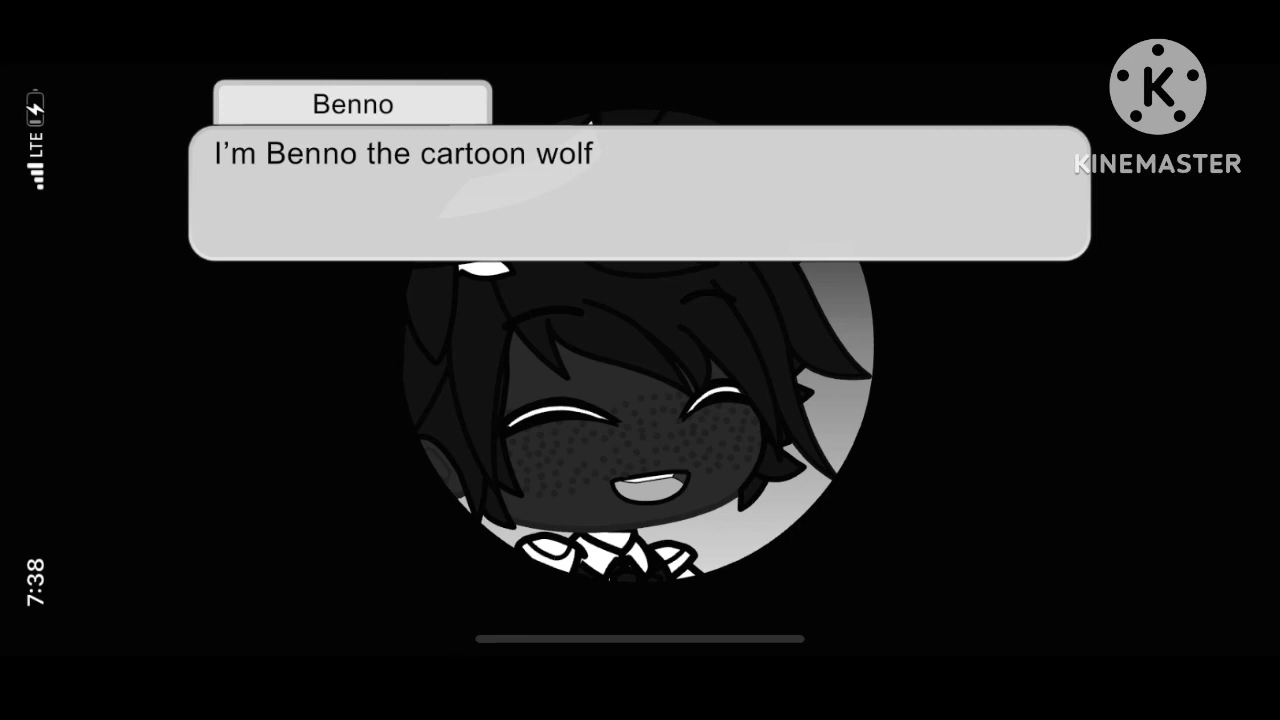 Benno
I’m Benno the cartoon wolf
KINEMASTER
LTE
7:38